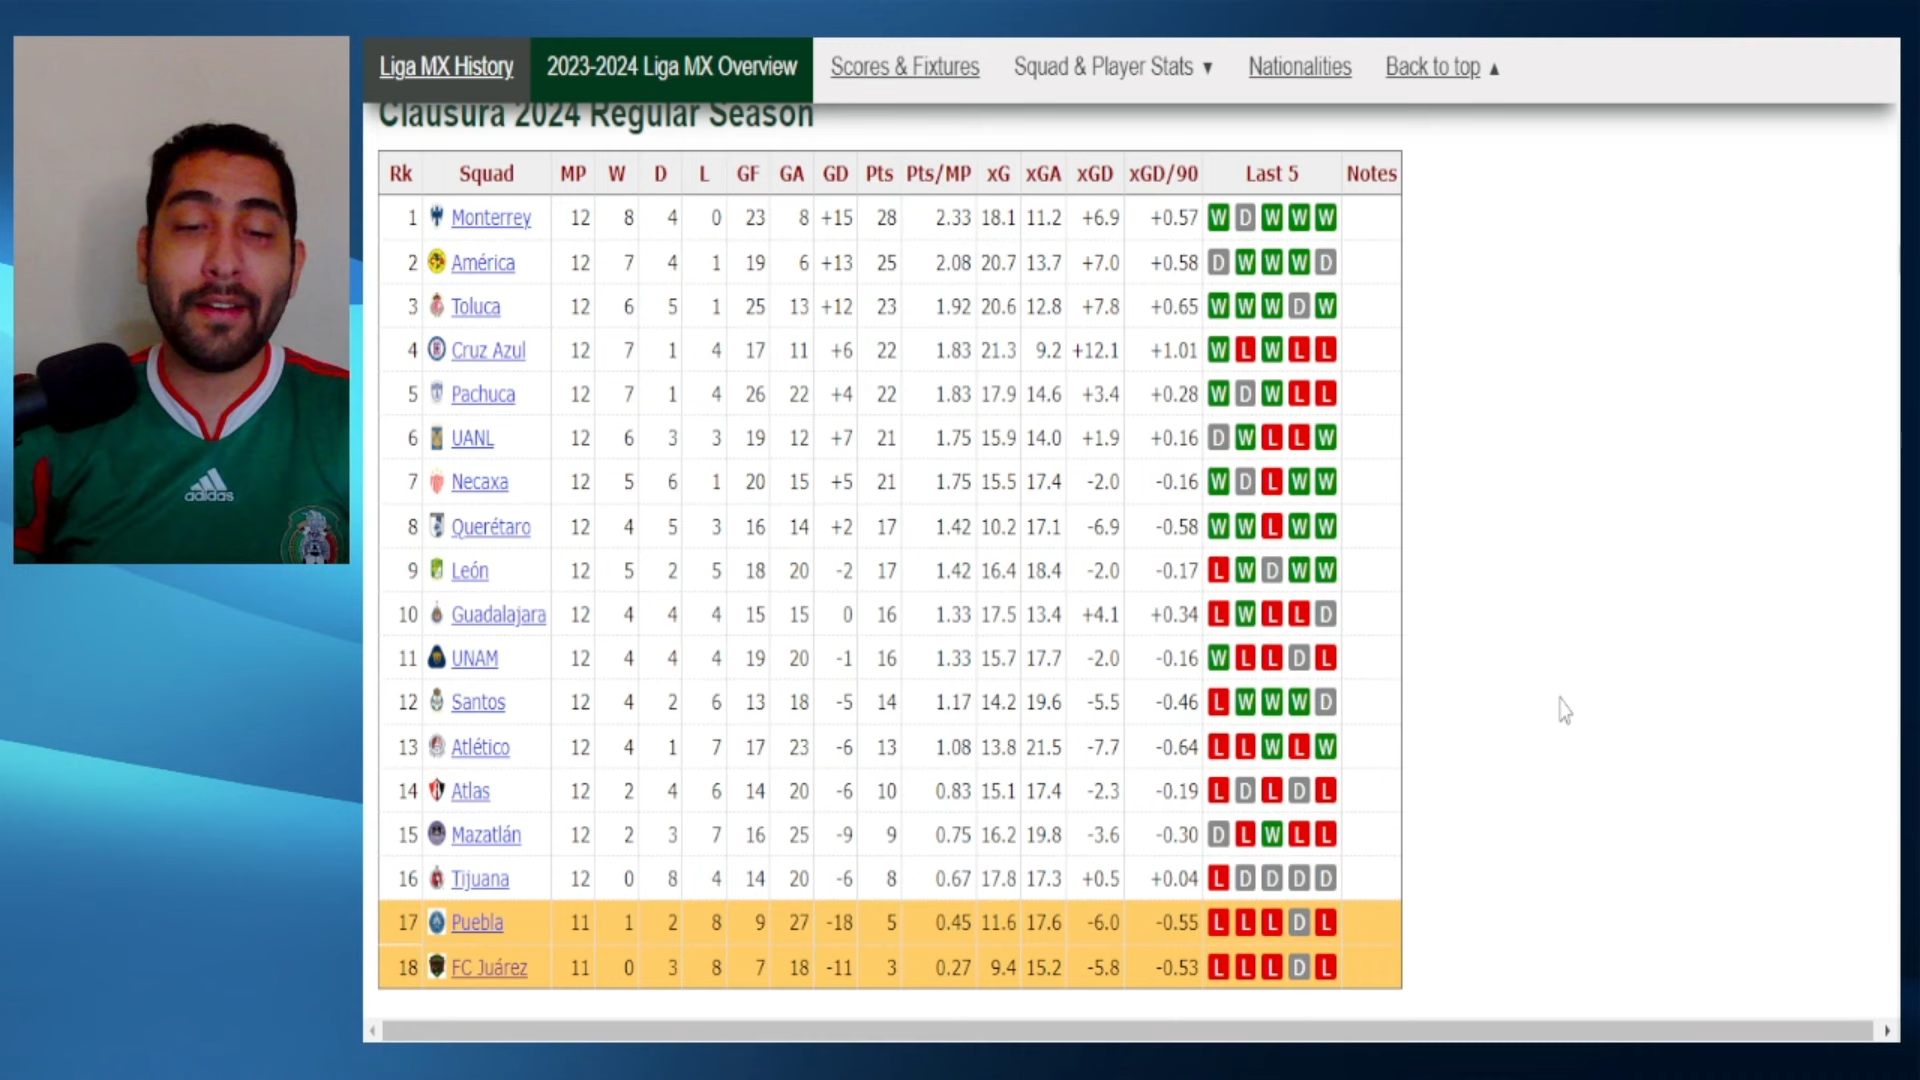 Liga MX History 2023-2024 Liga MX Overview Scores & Fixtures Squad & Player Stats ▼ Nationalities Back to top ▲
Clausura 2024 Regular Season
Rk Squad MP W D L GF GA GD Pts Pts/MP xG xGA xGD xGD/90 Last 5 Notes
1 Monterrey 12 8 4 0 23 8 +15 28 2.33 18.1 11.2 +6.9 +0.57 W D W W W
2 América 12 7 4 1 19 6 +13 25 2.08 20.7 13.7 +7.0 +0.58 D W W W D
3 Toluca 12 6 5 1 25 13 +12 23 1.92 20.6 12.8 +7.8 +0.65 W W W D W
4 Cruz Azul 12 7 1 4 17 11 +6 22 1.83 21.3 9.2 +12.1 +1.01 W L W L L
5 Pachuca 12 7 1 4 26 22 +4 22 1.83 17.9 14.6 +3.4 +0.28 W D W L L
6 UANL 12 6 3 3 19 12 +7 21 1.75 15.9 14.0 +1.9 +0.16 D W L L W
7 Necaxa 12 5 6 1 20 15 +5 21 1.75 15.5 17.4 -2.0 -0.16 W D L W W
8 Querétaro 12 4 5 3 16 14 +2 17 1.42 10.2 17.1 -6.9 -0.58 W W L W W
9 León 12 5 2 5 18 20 -2 17 1.42 16.4 18.4 -2.0 -0.17 L W D W W
10 Guadalajara 12 4 4 4 15 15 0 16 1.33 17.5 13.4 +4.1 +0.34 L W L L D
11 UNAM 12 4 4 4 19 20 -1 16 1.33 15.7 17.7 -2.0 -0.16 W L L D L
12 Santos 12 4 2 6 13 18 -5 14 1.17 14.2 19.6 -5.5 -0.46 L W W W D
13 Atlético 12 4 1 7 17 23 -6 13 1.08 13.8 21.5 -7.7 -0.64 L L W L W
14 Atlas 12 2 4 6 14 20 -6 10 0.83 15.1 17.4 -2.3 -0.19 L D L D L
15 Mazatlán 12 2 3 7 16 25 -9 9 0.75 16.2 19.8 -3.6 -0.30 D L W L L
16 Tijuana 12 0 8 4 14 20 -6 8 0.67 17.8 17.3 +0.5 +0.04 L D D D D
17 Puebla 11 1 2 8 9 27 -18 5 0.45 11.6 17.6 -6.0 -0.55 L L L D L
18 FC Juárez 11 0 3 8 7 18 -11 3 0.27 9.4 15.2 -5.8 -0.53 L L L D L
adidas